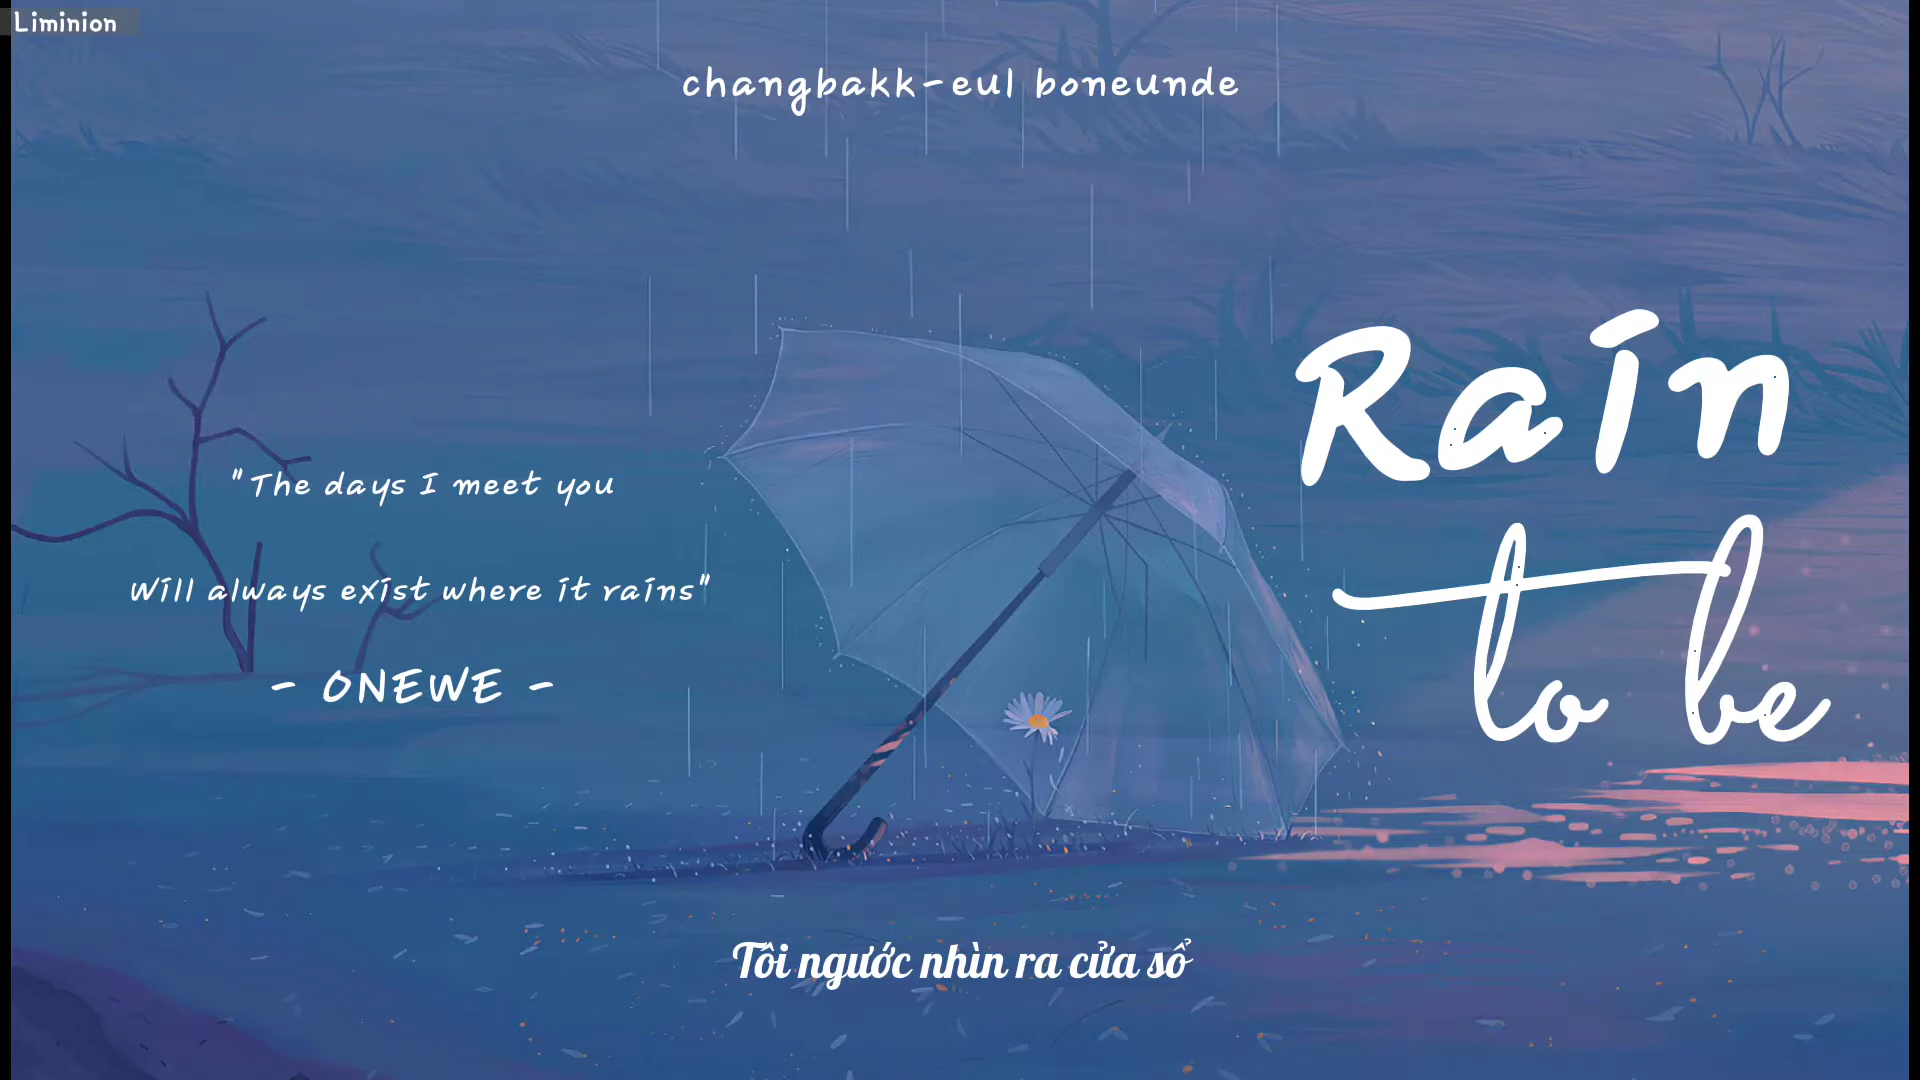 Liminion
changbakk-eul boneunde
"The days I meet you
Will always exist where it rains"
- ONEWE -
Rain
to be
Tôi ngước nhìn ra cửa sổ